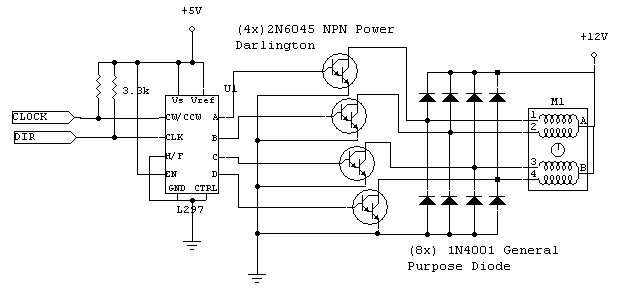 +5V
(4x)2N6045 NPN Power
Darlington
+12V
3.3k
U1
Vs Vref
M1
CLOCK
CW/CCW
A
1
A
2
DIR
CLK
B
H/F
C
3
B
EN
D
4
GND CTRL
L297
(8x) 1N4001 General
Purpose Diode